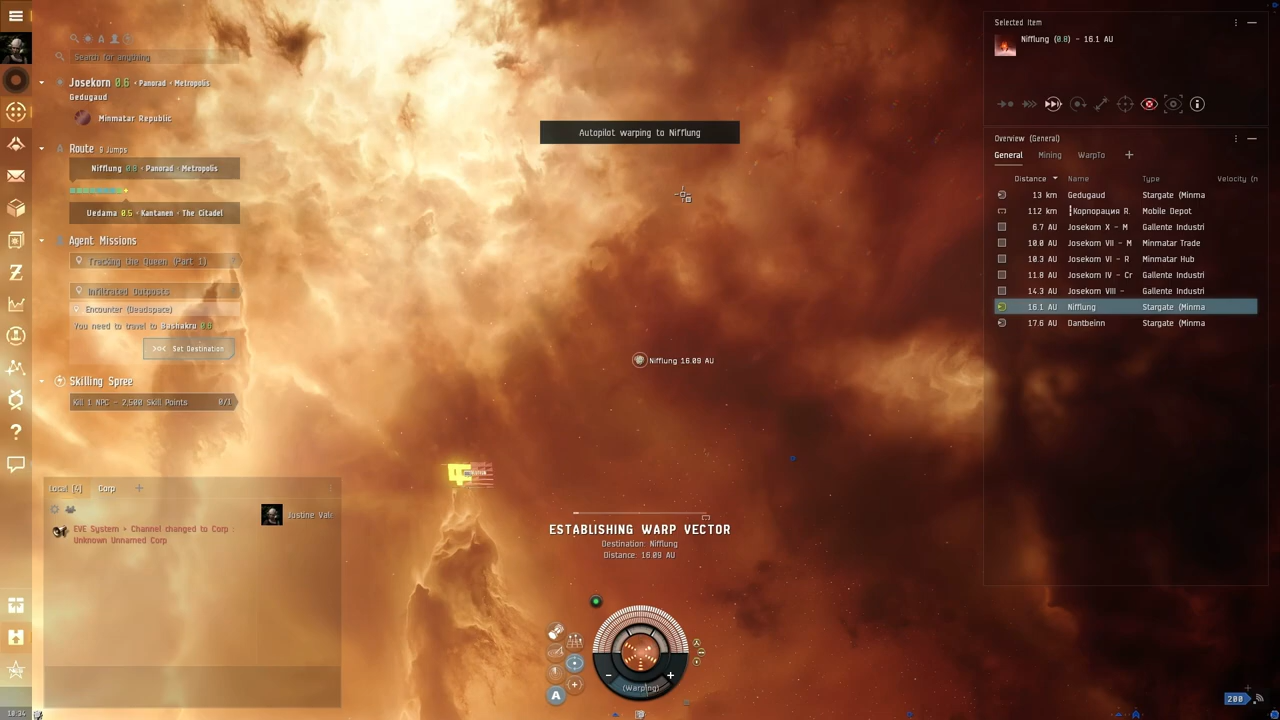 Search for anything
Josekorn 0.6 ‹ Panorad ‹ Metropolis
Gedugaud
Minmatar Republic
Route 8 Jumps
Nifflung 0.8 ‹ Panorad ‹ Metropolis
Uedama 0.5 ‹ Kantanen ‹ The Citadel
Agent Missions
Tracking the Queen (Part 1)
Infiltrated Outposts
Encounter (Deadspace)
You need to travel to Bashakru 0.6
Set Destination
Skilling Spree
Kill 1 NPC - 2,500 Skill Points 0/1
Local [4] Corp
EVE System > Channel changed to Corp :
Unknown Unnamed Corp
Justine Val
10:34
Autopilot warping to Nifflung
Nifflung 16.09 AU
ESTABLISHING WARP VECTOR
Destination: Nifflung
Distance: 16.09 AU
(Warping)
A
Selected Item
Nifflung (0.8) - 16.1 AU
Overview (General)
General Mining WarpTo
Distance Name Type Velocity (m
13 km Gedugaud Stargate (Minma
112 km Корпорация R. Mobile Depot
6.7 AU Josekorn X - M Gallente Industri
10.0 AU Josekorn VII - M Minmatar Trade
10.3 AU Josekorn VI - R Minmatar Hub
11.8 AU Josekorn IV - Cr Gallente Industri
14.3 AU Josekorn VIII - Gallente Industri
16.1 AU Nifflung Stargate (Minma
17.6 AU Dantbeinn Stargate (Minma
200